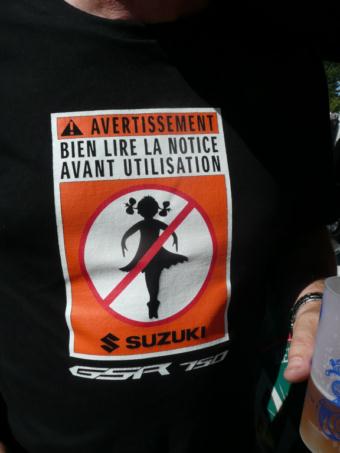 AVERTISSEMENT
BIEN LIRE LA NOTICE
AVANT UTILISATION
SUZUKI
GSR 750